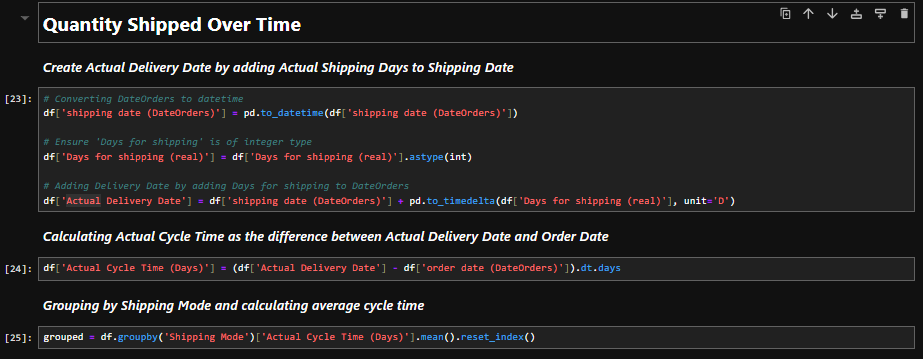 Quantity Shipped Over Time
Create Actual Delivery Date by adding Actual Shipping Days to Shipping Date
[23]:
# Converting DateOrders to datetime
df['shipping date (DateOrders)'] = pd.to_datetime(df['shipping date (DateOrders)'])
# Ensure 'Days for shipping' is of integer type
df['Days for shipping (real)'] = df['Days for shipping (real)'].astype(int)
# Adding Delivery Date by adding Days for shipping to DateOrders
df['Actual Delivery Date'] = df['shipping date (DateOrders)'] + pd.to_timedelta(df['Days for shipping (real)'], unit='D')
Calculating Actual Cycle Time as the difference between Actual Delivery Date and Order Date
[24]:
df['Actual Cycle Time (Days)'] = (df['Actual Delivery Date'] - df['order date (DateOrders)']).dt.days
Grouping by Shipping Mode and calculating average cycle time
[25]:
grouped = df.groupby('Shipping Mode')['Actual Cycle Time (Days)'].mean().reset_index()